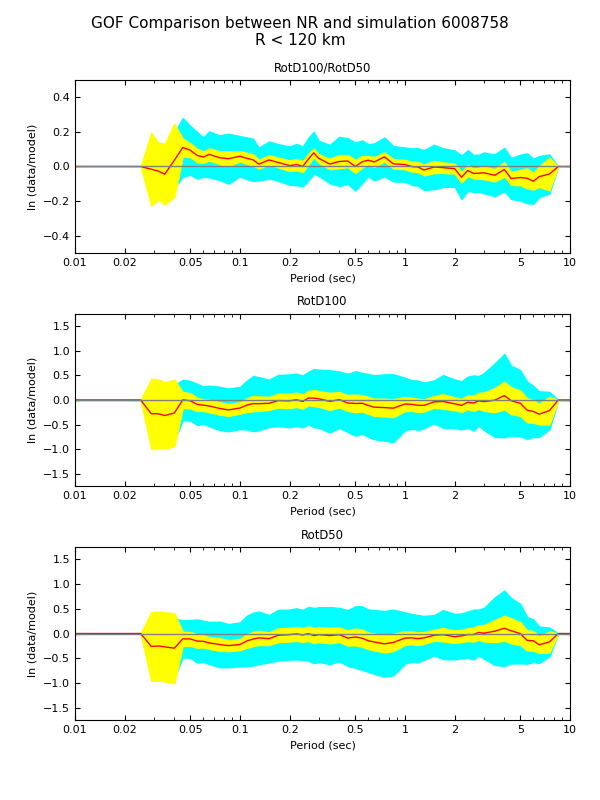 GOF Comparison between NR and simulation 6008758
R < 120 km
RotD100/RotD50
ln (data/model)
0.4
0.2
0.0
−0.2
−0.4
0.01 0.02 0.05 0.1 0.2 0.5 1 2 5 10
Period (sec)
RotD100
ln (data/model)
1.5
1.0
0.5
0.0
−0.5
−1.0
−1.5
0.01 0.02 0.05 0.1 0.2 0.5 1 2 5 10
Period (sec)
RotD50
ln (data/model)
1.5
1.0
0.5
0.0
−0.5
−1.0
−1.5
0.01 0.02 0.05 0.1 0.2 0.5 1 2 5 10
Period (sec)